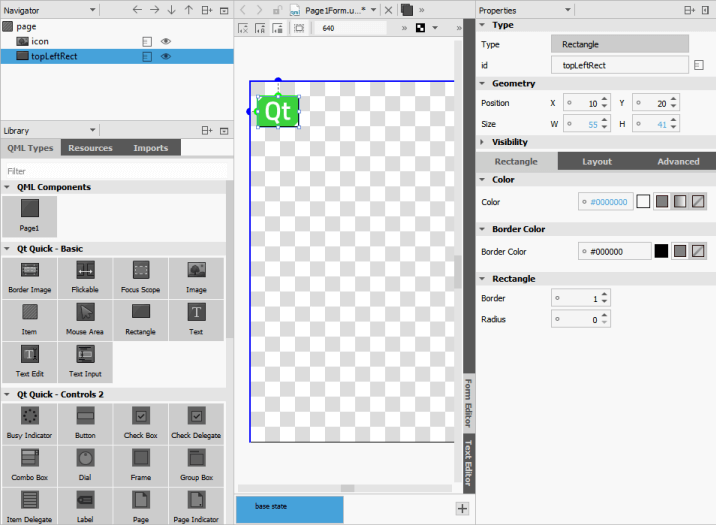 Navigator
page
icon
topLeftRect
Library
QML Types Resources Imports
Filter
QML Components
Page1
Qt Quick - Basic
Border Image Flickable Focus Scope Image
Item Mouse Area Rectangle Text
Text Edit Text Input
Qt Quick - Controls 2
Busy Indicator Button Check Box Check Delegate
Combo Box Dial Frame Group Box
Item Delegate Label Page Page Indicator
Page1Form.u...*
640
Qt
Form Editor
Text Editor
base state
Properties
Type
Type Rectangle
id topLeftRect
Geometry
Position X 10 Y 20
Size W 55 H 41
Visibility
Rectangle Layout Advanced
Color
Color #0000000
Border Color
Border Color #000000
Rectangle
Border 1
Radius 0